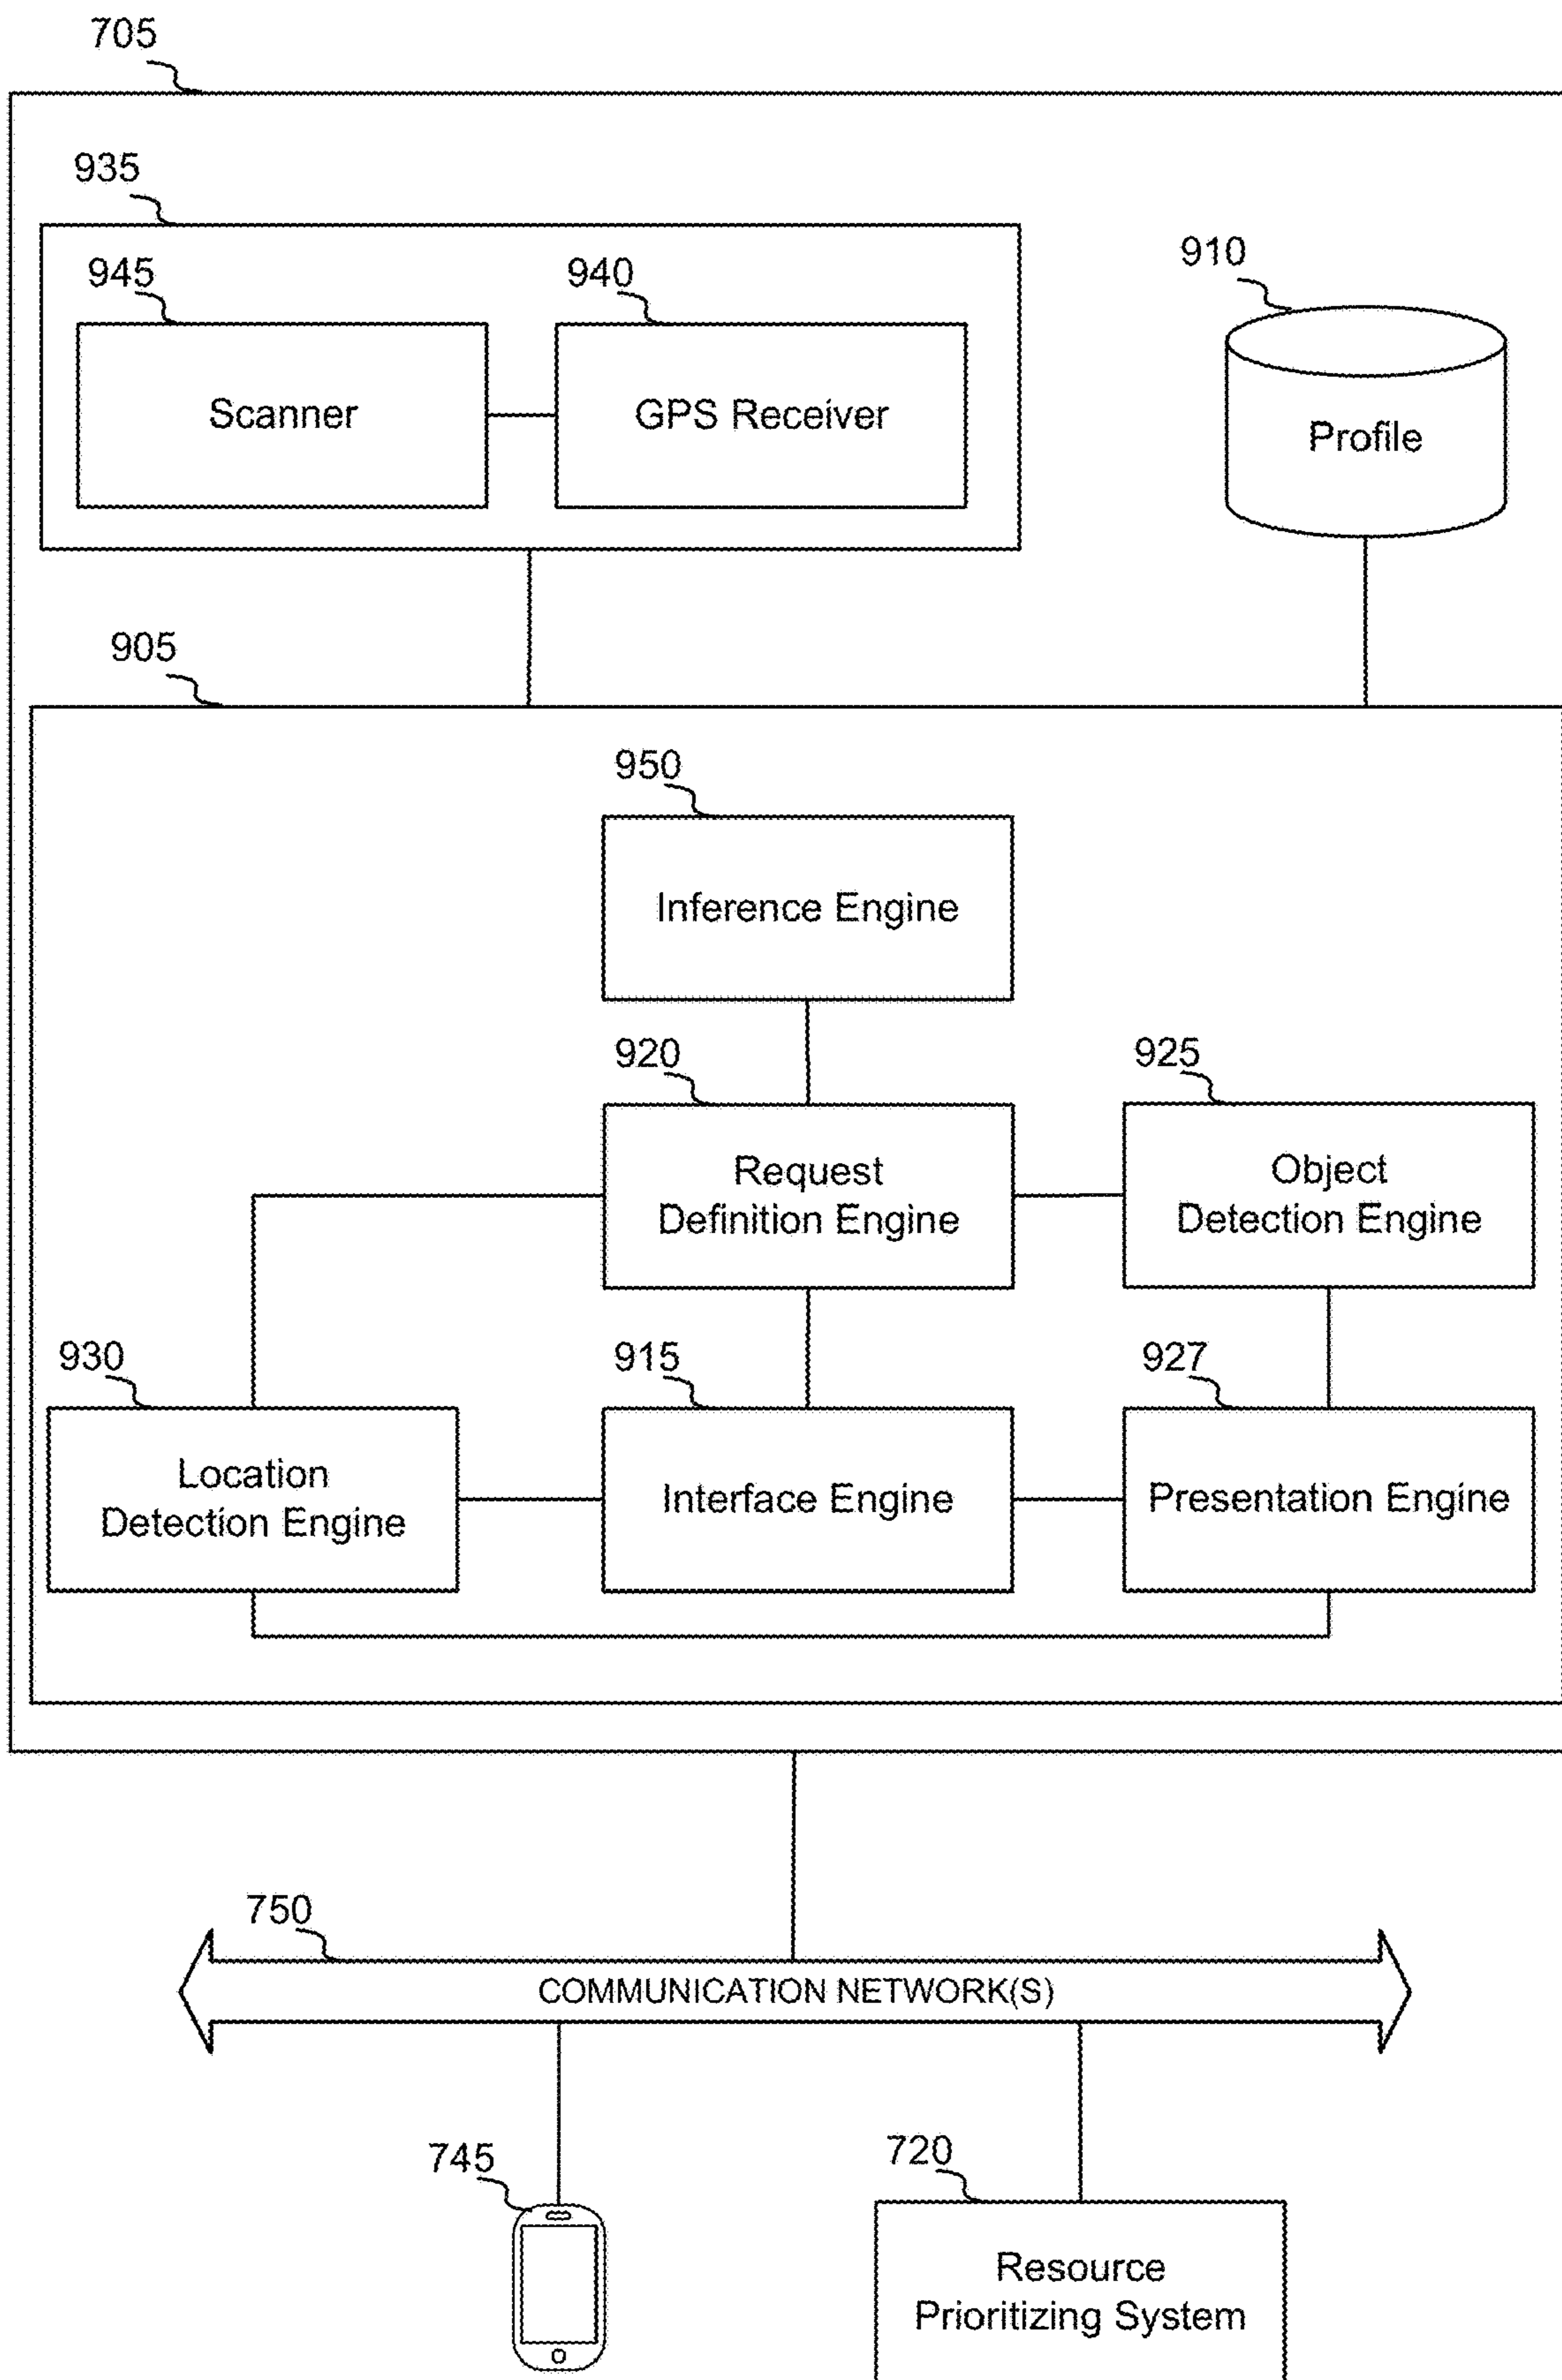 705
935
945
940
910
Scanner
GPS Receiver
Profile
905
950
Inference Engine
920
925
Request
Definition Engine
Object
Detection Engine
930
915
927
Location
Detection Engine
Interface Engine
Presentation Engine
750
COMMUNICATION NETWORK(S)
745
720
Resource
Prioritizing System